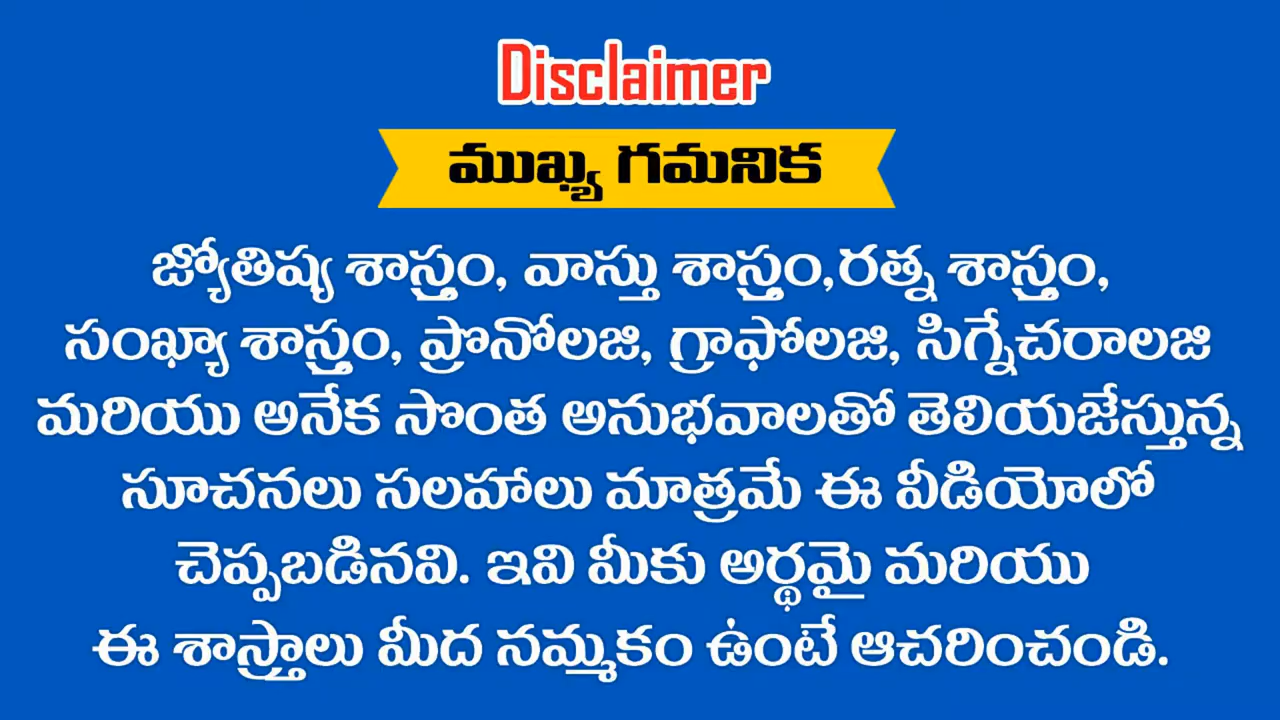 Disclaimer
ముఖ్య గమనిక
జ్యోతిష్య శాస్త్రం, వాస్తు శాస్త్రం,రత్న శాస్త్రం,
సంఖ్యా శాస్త్రం, ప్రొనోలజి, గ్రాఫోలజి, సిగ్నేచరాలజి
మరియు అనేక సొంత అనుభవాలతో తెలియజేస్తున్న
సూచనలు సలహాలు మాత్రమే ఈ వీడియోలో
చెప్పబడినవి. ఇవి మీకు అర్థమై మరియు
ఈ శాస్త్రాలు మీద నమ్మకం ఉంటే ఆచరించండి.